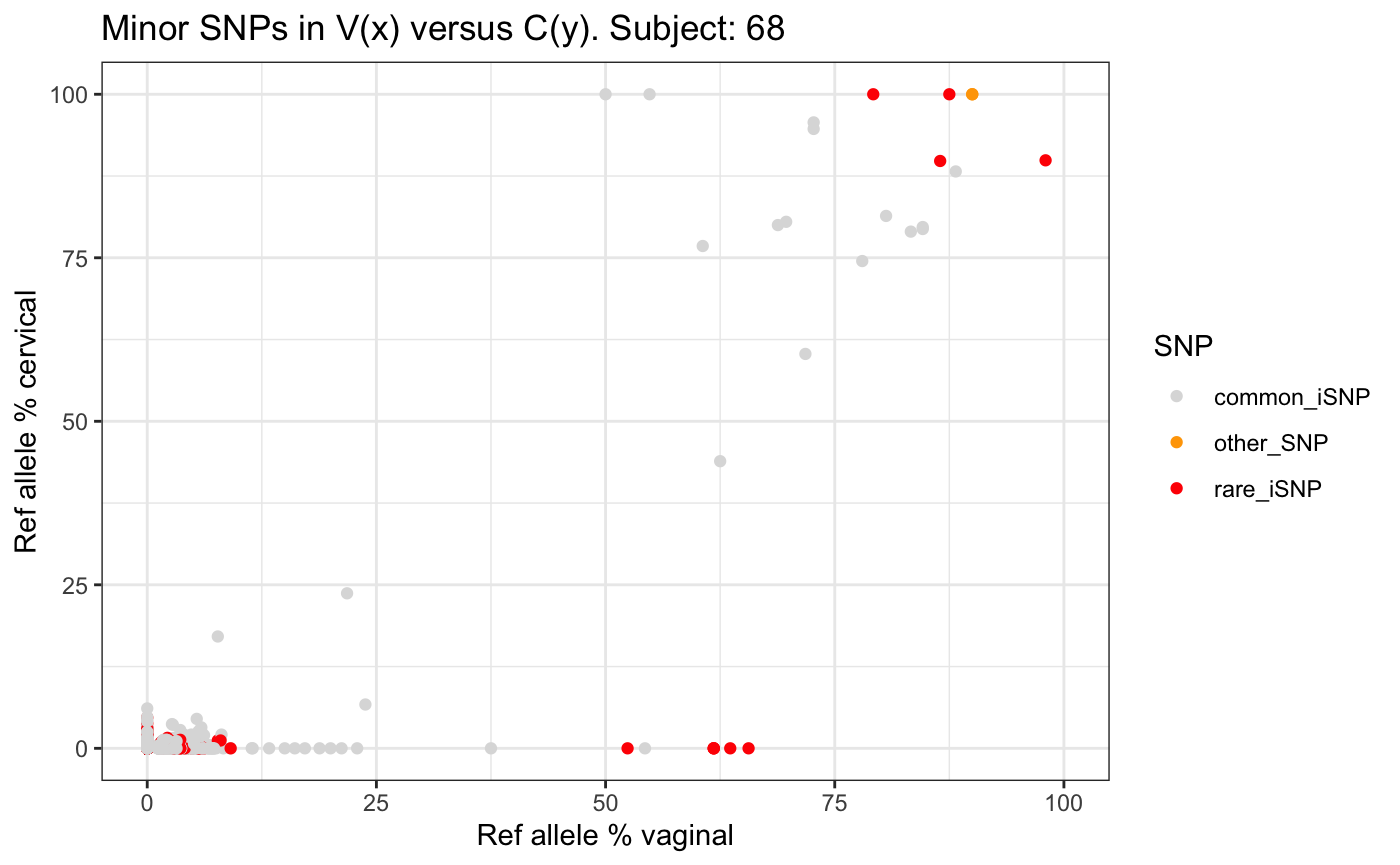 Minor SNPs in V(x) versus C(y). Subject: 68
Ref allele % cervical
100
75
50
25
0
0 25 50 75 100
Ref allele % vaginal
SNP
common_iSNP
other_SNP
rare_iSNP